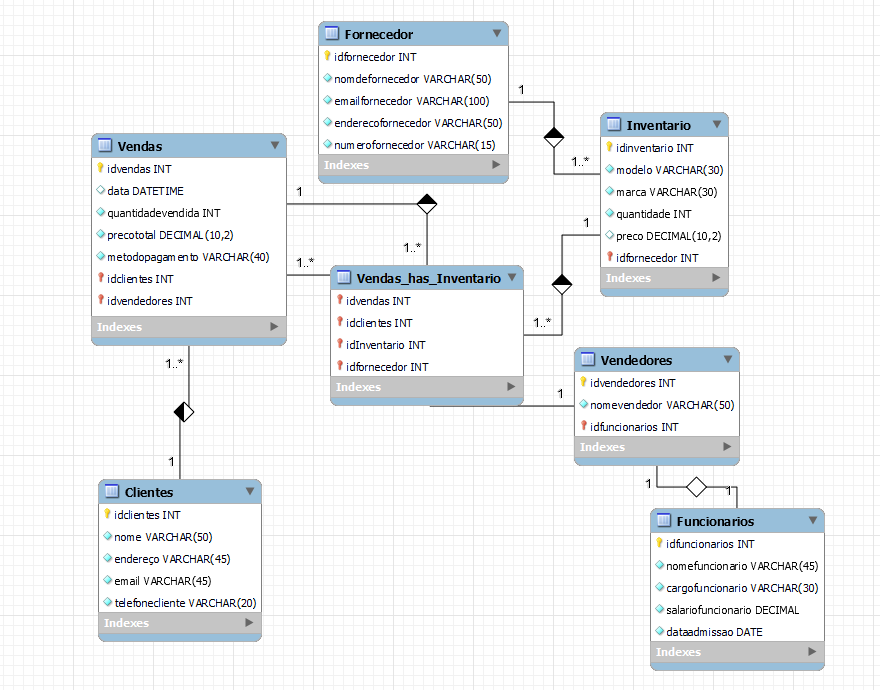 Fornecedor
idfornecedor INT
nomdefornecedor VARCHAR(50)
emailfornecedor VARCHAR(100)
enderecofornecedor VARCHAR(50)
numerofornecedor VARCHAR(15)
Indexes
1
1..*
Inventario
idinventario INT
modelo VARCHAR(30)
marca VARCHAR(30)
quantidade INT
preco DECIMAL(10,2)
idfornecedor INT
Indexes
Vendas
idvendas INT
data DATETIME
quantidadevendida INT
precototal DECIMAL(10,2)
metodopagamento VARCHAR(40)
idclientes INT
idvendedores INT
Indexes
1
1..*
1..*
1
1..*
Vendas_has_Inventario
idvendas INT
idclientes INT
idInventario INT
idfornecedor INT
Indexes
1
Vendedores
idvendedores INT
nomevendedor VARCHAR(50)
idfuncionarios INT
Indexes
1..*
1
1
1
Clientes
idclientes INT
nome VARCHAR(50)
endereço VARCHAR(45)
email VARCHAR(45)
telefonecliente VARCHAR(20)
Indexes
Funcionarios
idfuncionarios INT
nomefuncionario VARCHAR(45)
cargofuncionario VARCHAR(30)
salariofuncionario DECIMAL
dataadmissao DATE
Indexes